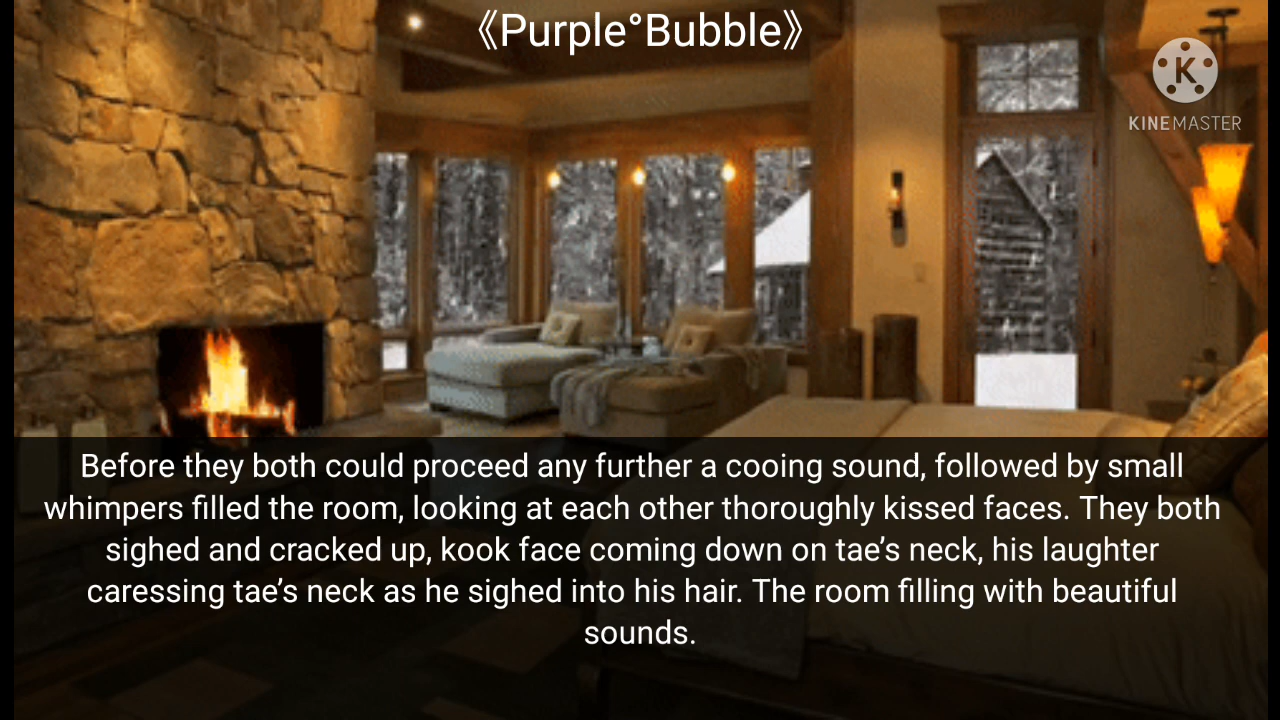 《Purple°Bubble》
K
KINEMASTER
Before they both could proceed any further a cooing sound, followed by small
whimpers filled the room, looking at each other thoroughly kissed faces. They both
sighed and cracked up, kook face coming down on tae’s neck, his laughter
caressing tae’s neck as he sighed into his hair. The room filling with beautiful
sounds.